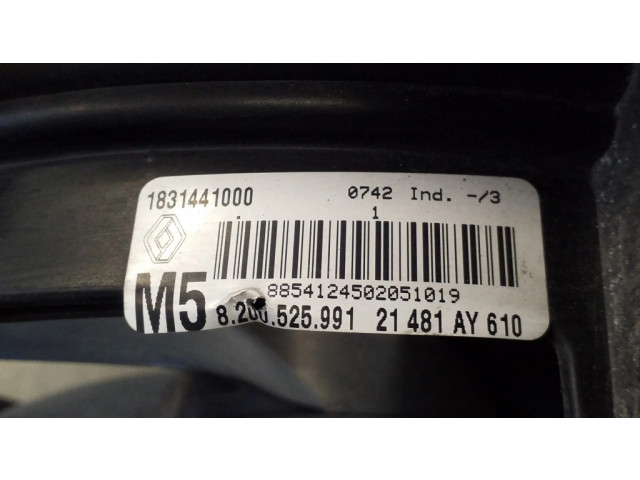 1831441000 0742 Ind. -/3
1
8854124502051019
M5 8.200.525.991 21 481 AY 610